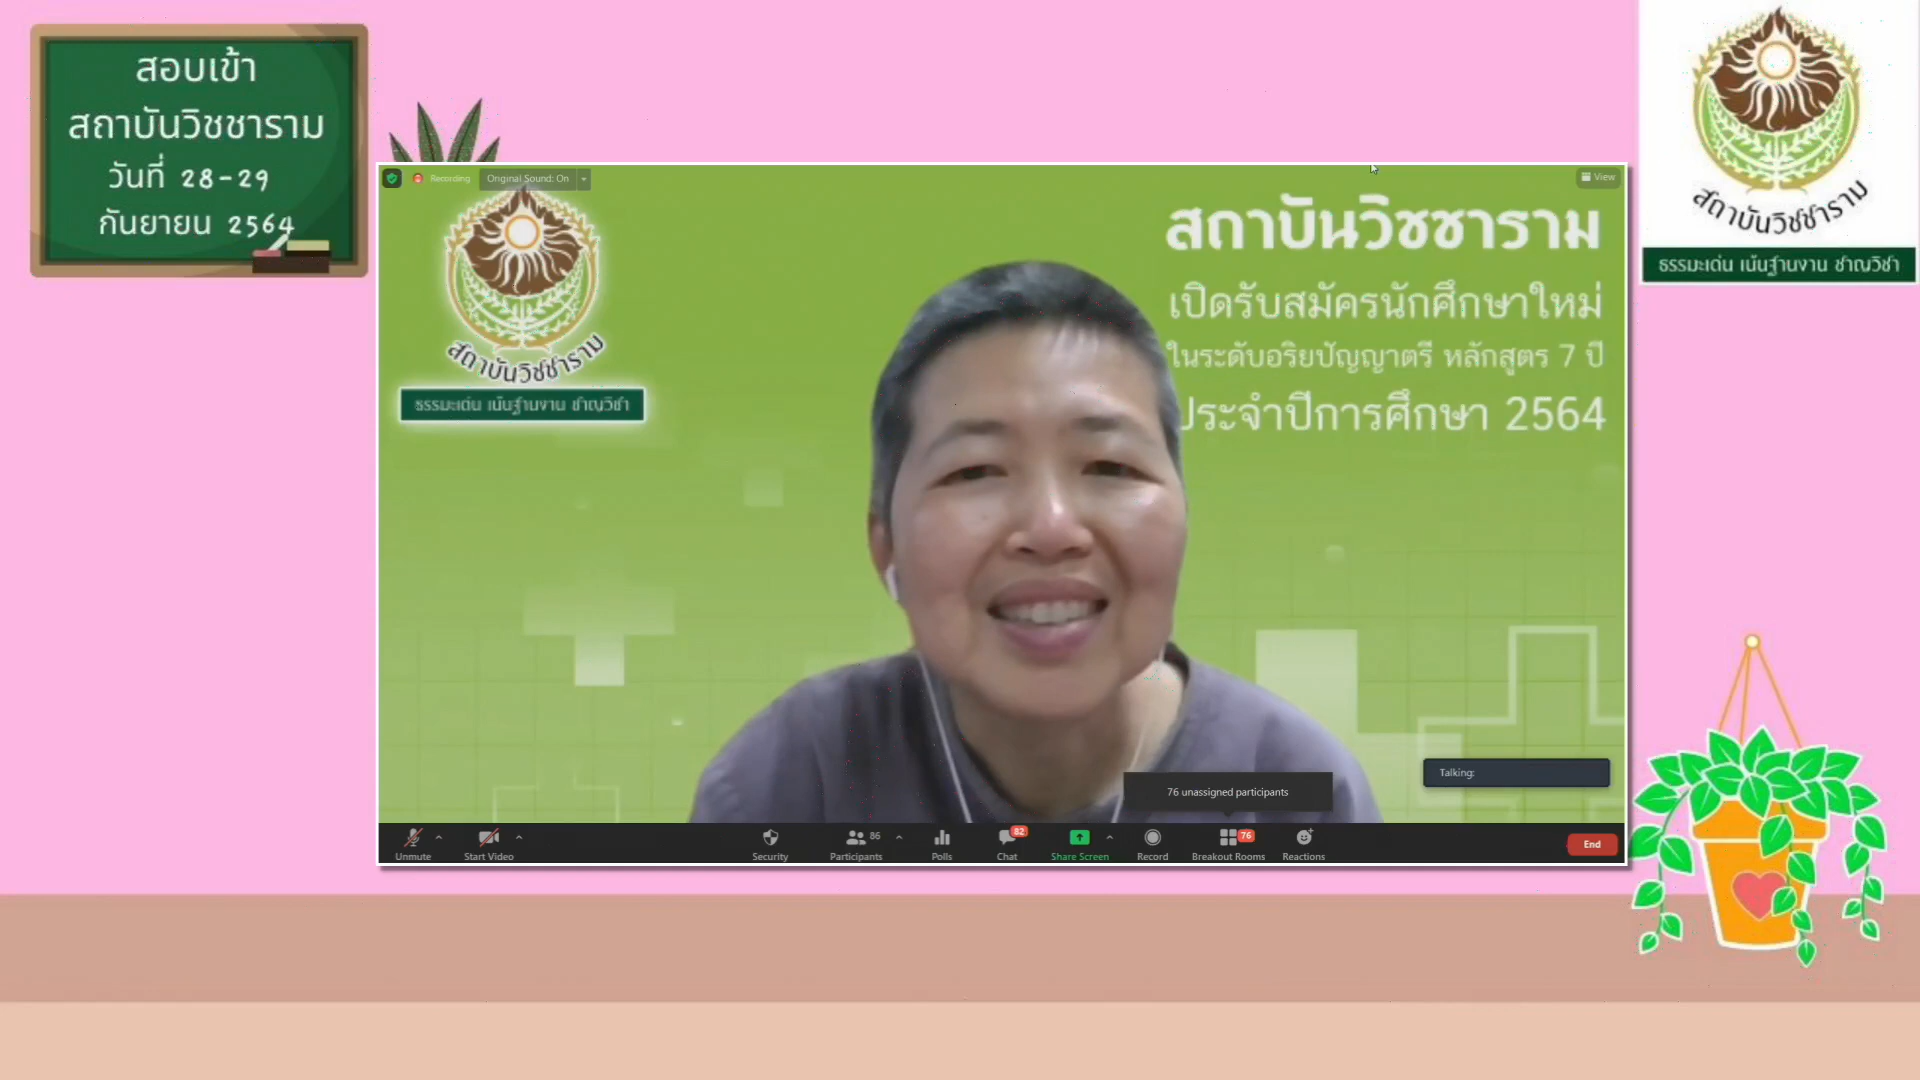 สอบเข้า
สถาบันวิชชาราม
วันที่ 28-29
กันยายน 2564
สถาบันวิชชาราม
ธรรมะเด่น เน้นฐานงาน ชำนาญวิชา
Recording
Original Sound: On
View
สถาบันวิชชาราม
ธรรมะเด่น เน้นฐานงาน ชำนาญวิชา
สถาบันวิชชาราม
เปิดรับสมัครนักศึกษาใหม่
ในระดับอริยปัญญาตรี หลักสูตร 7 ปี
ประจำปีการศึกษา 2564
Talking:
76 unassigned participants
Unmute
Start Video
Security
Participants 86
Polls
Chat 82
Share Screen
Record
Breakout Rooms 76
Reactions
End